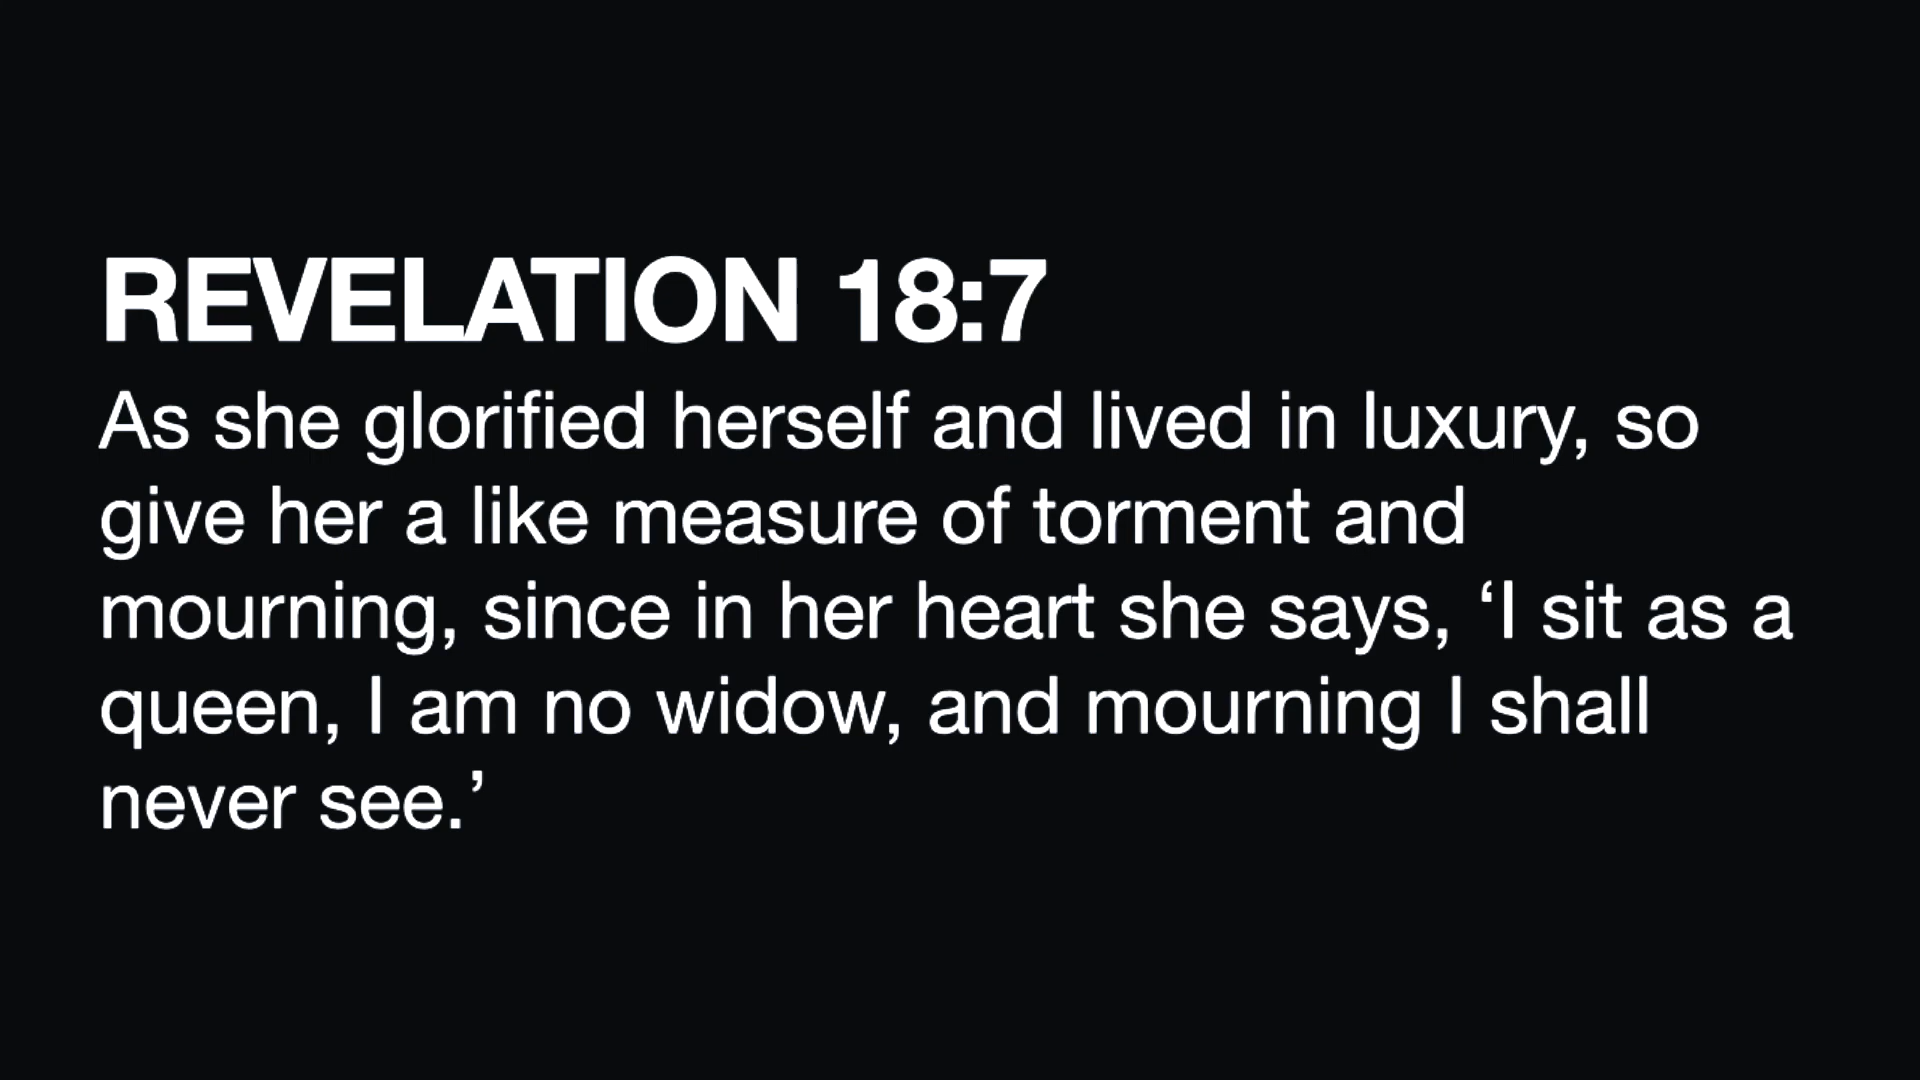 REVELATION 18:7
As she glorified herself and lived in luxury, so
give her a like measure of torment and
mourning, since in her heart she says, ‘I sit as a
queen, I am no widow, and mourning I shall
never see.’